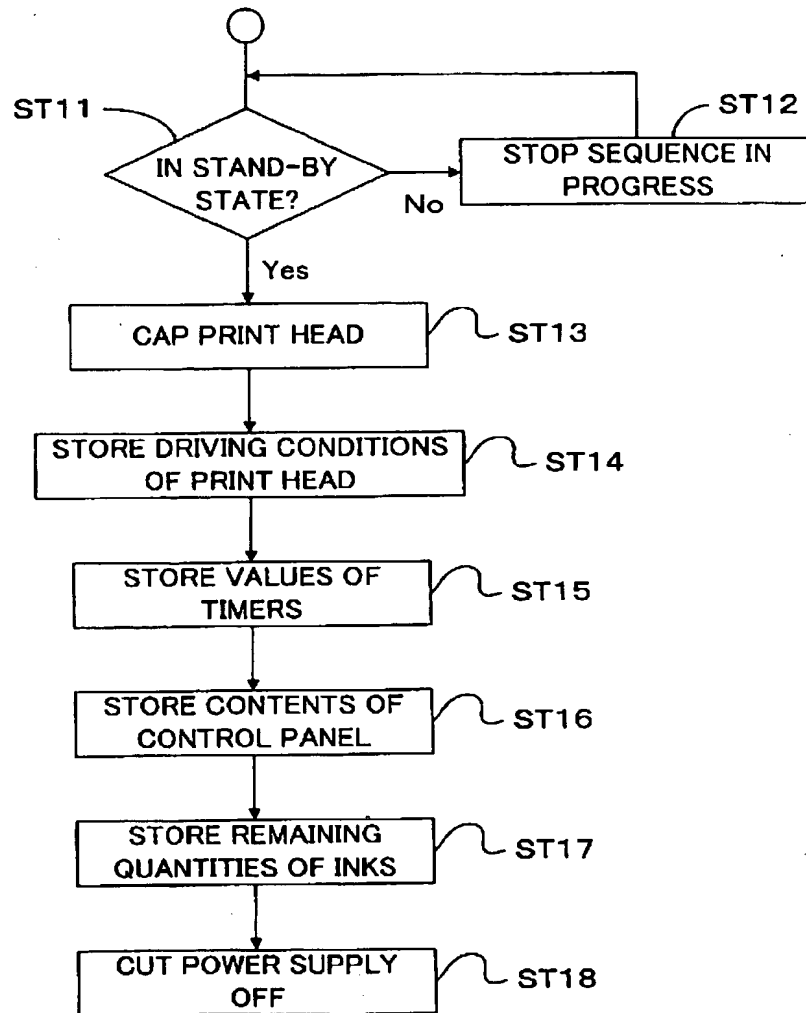 ST11
IN STAND-BY
STATE?
No
ST12
STOP SEQUENCE IN
PROGRESS
Yes
CAP PRINT HEAD
ST13
STORE DRIVING CONDITIONS
OF PRINT HEAD
ST14
STORE VALUES OF
TIMERS
ST15
STORE CONTENTS OF
CONTROL PANEL
ST16
STORE REMAINING
QUANTITIES OF INKS
ST17
CUT POWER SUPPLY
OFF
ST18